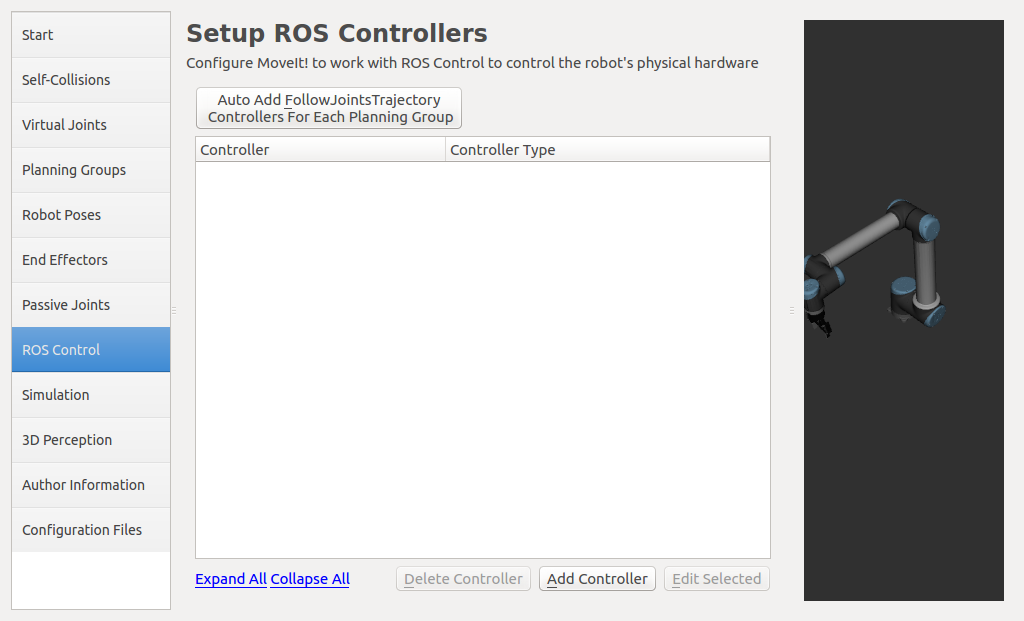 Start
Self-Collisions
Virtual Joints
Planning Groups
Robot Poses
End Effectors
Passive Joints
ROS Control
Simulation
3D Perception
Author Information
Configuration Files
Setup ROS Controllers
Configure MoveIt! to work with ROS Control to control the robot's physical hardware
Auto Add FollowJointsTrajectory
Controllers For Each Planning Group
Controller Controller Type
Expand All Collapse All Delete Controller Add Controller Edit Selected